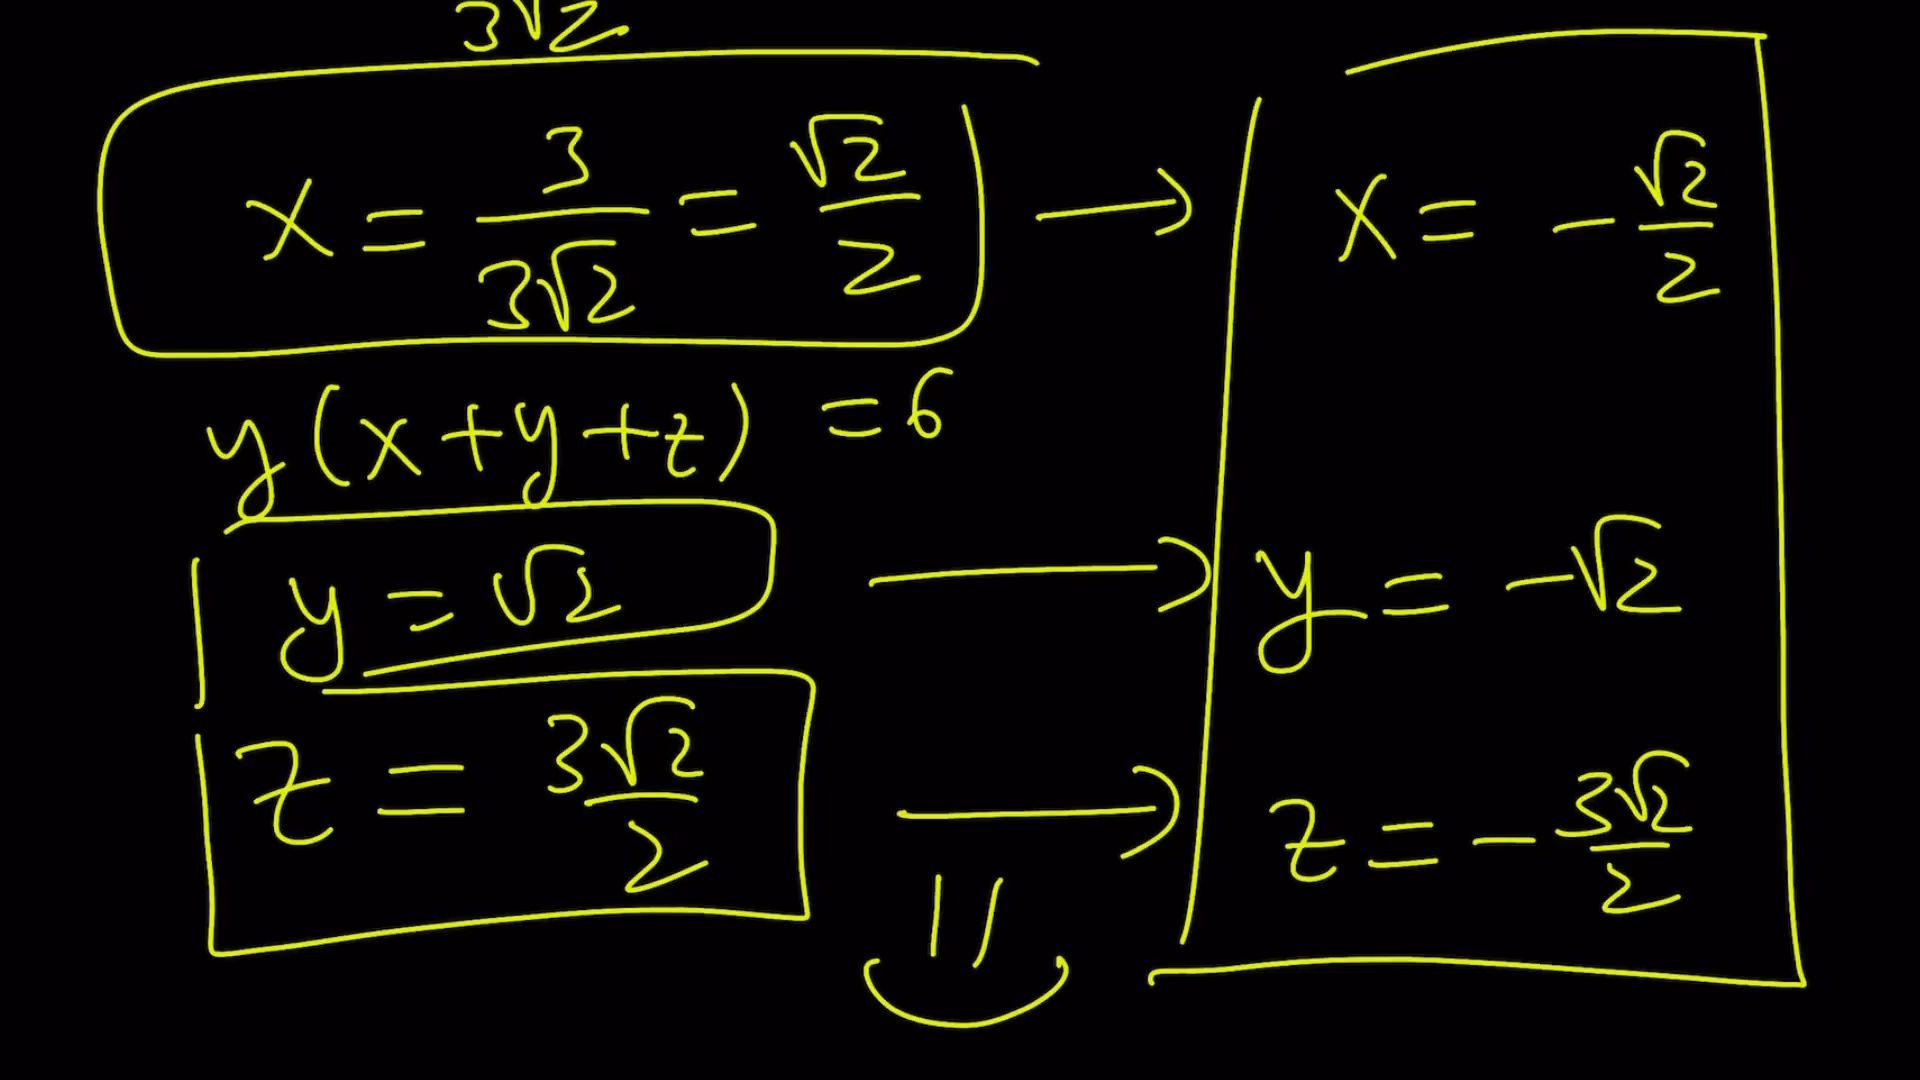 3√2
x = 3/3√2 = √2/2 → x = -√2/2
y(x+y+z) = 6
y = √2 → y = -√2
z = 3√2/2 → z = -3√2/2